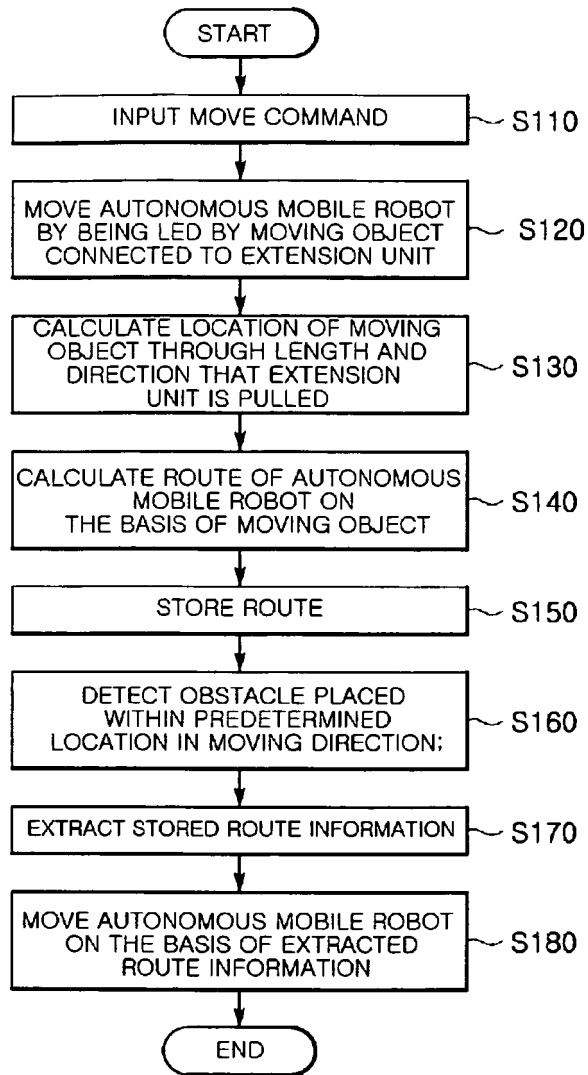 START
INPUT MOVE COMMAND
S110
MOVE AUTONOMOUS MOBILE ROBOT
BY BEING LED BY MOVING OBJECT
CONNECTED TO EXTENSION UNIT
S120
CALCULATE LOCATION OF MOVING
OBJECT THROUGH LENGTH AND
DIRECTION THAT EXTENSION
UNIT IS PULLED
S130
CALCULATE ROUTE OF AUTONOMOUS
MOBILE ROBOT ON
THE BASIS OF MOVING OBJECT
S140
STORE ROUTE
S150
DETECT OBSTACLE PLACED
WITHIN PREDETERMINED
LOCATION IN MOVING DIRECTION;
S160
EXTRACT STORED ROUTE INFORMATION
S170
MOVE AUTONOMOUS MOBILE ROBOT
ON THE BASIS OF EXTRACTED
ROUTE INFORMATION
S180
END